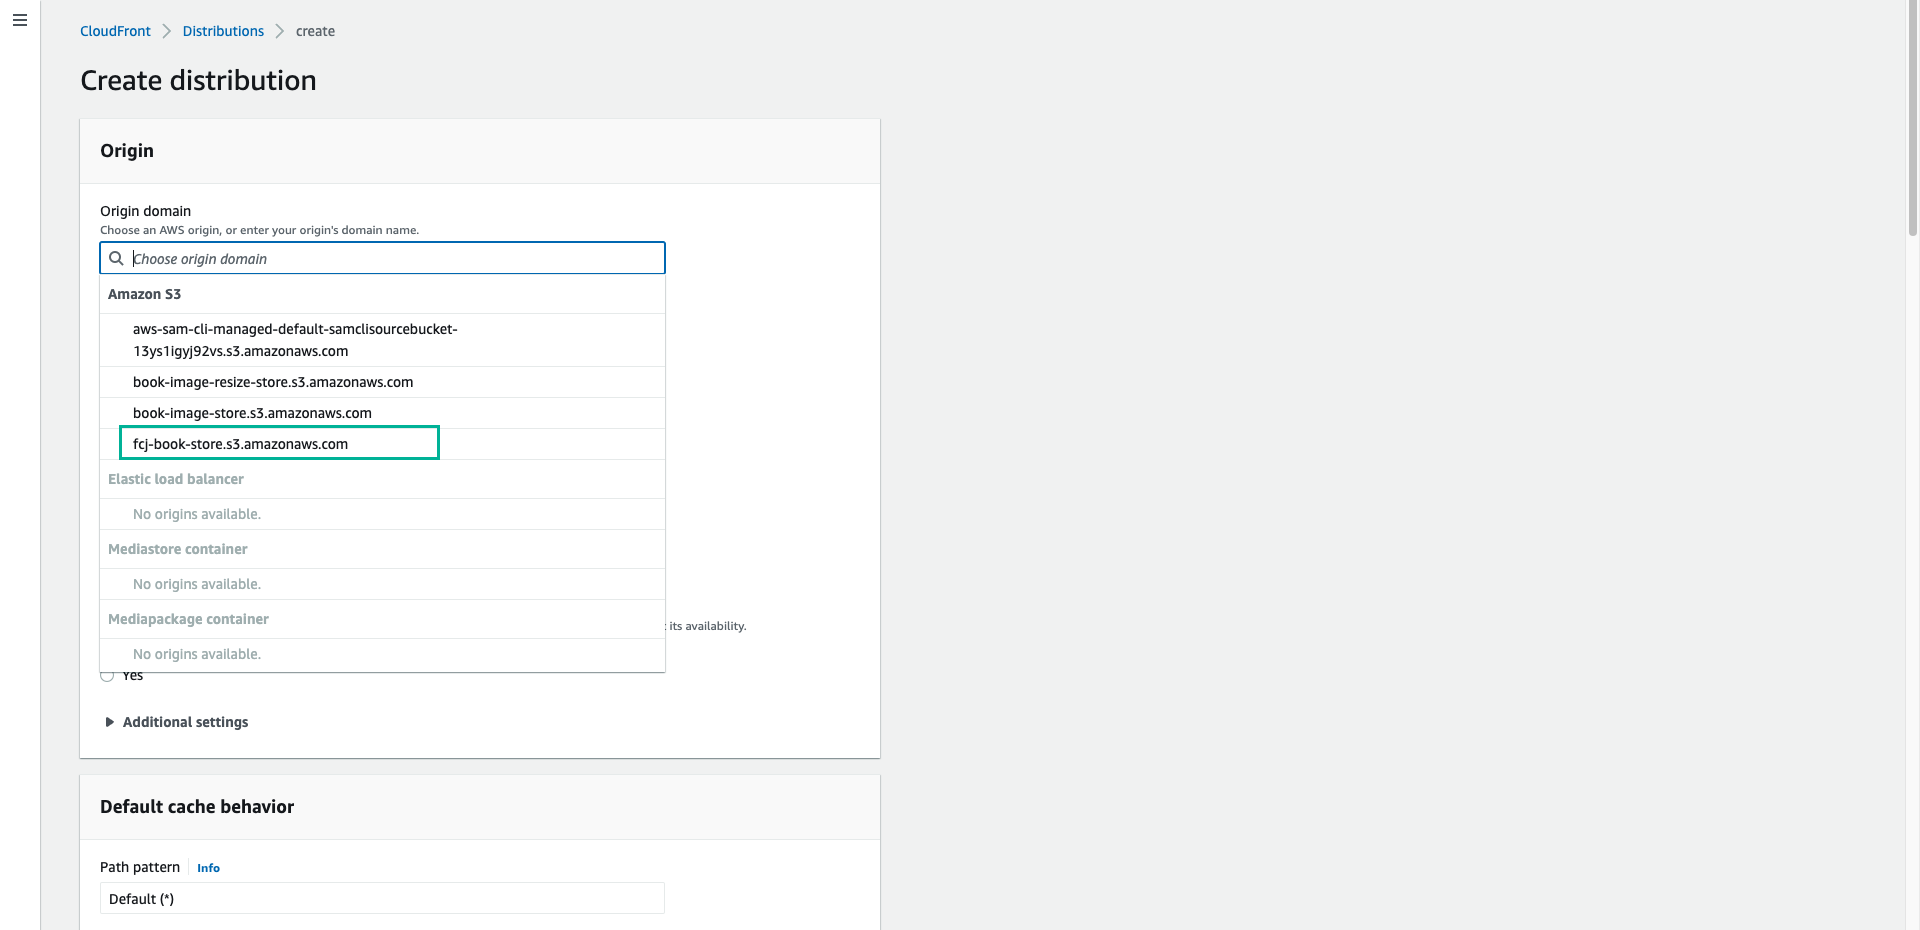 CloudFront > Distributions > create
Create distribution
Origin
Origin domain
Choose an AWS origin, or enter your origin's domain name.
Choose origin domain
Amazon S3
aws-sam-cli-managed-default-samclisourcebucket-
13ys1igyj92vs.s3.amazonaws.com
book-image-resize-store.s3.amazonaws.com
book-image-store.s3.amazonaws.com
fcj-book-store.s3.amazonaws.com
Elastic load balancer
No origins available.
Mediastore container
No origins available.
Mediapackage container
its availability.
No origins available.
Yes
Additional settings
Default cache behavior
Path pattern Info
Default (*)